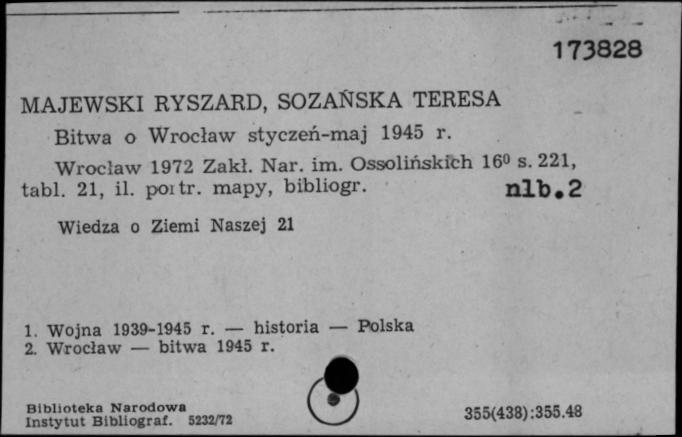 173828
MAJEWSKI RYSZARD, SOZAŃSKA TERESA
Bitwa o Wrocław styczeń-maj 1945 r.
Wrocław 1972 Zakł. Nar. im. Ossolińskich 16⁰ s. 221,
tabl. 21, il. portr. mapy, bibliogr. nlb.2
Wiedza o Ziemi Naszej 21
1. Wojna 1939-1945 r. — historia — Polska
2. Wrocław — bitwa 1945 r.
Biblioteka Narodowa
Instytut Bibliograf. 5232/72
355(438):355.48